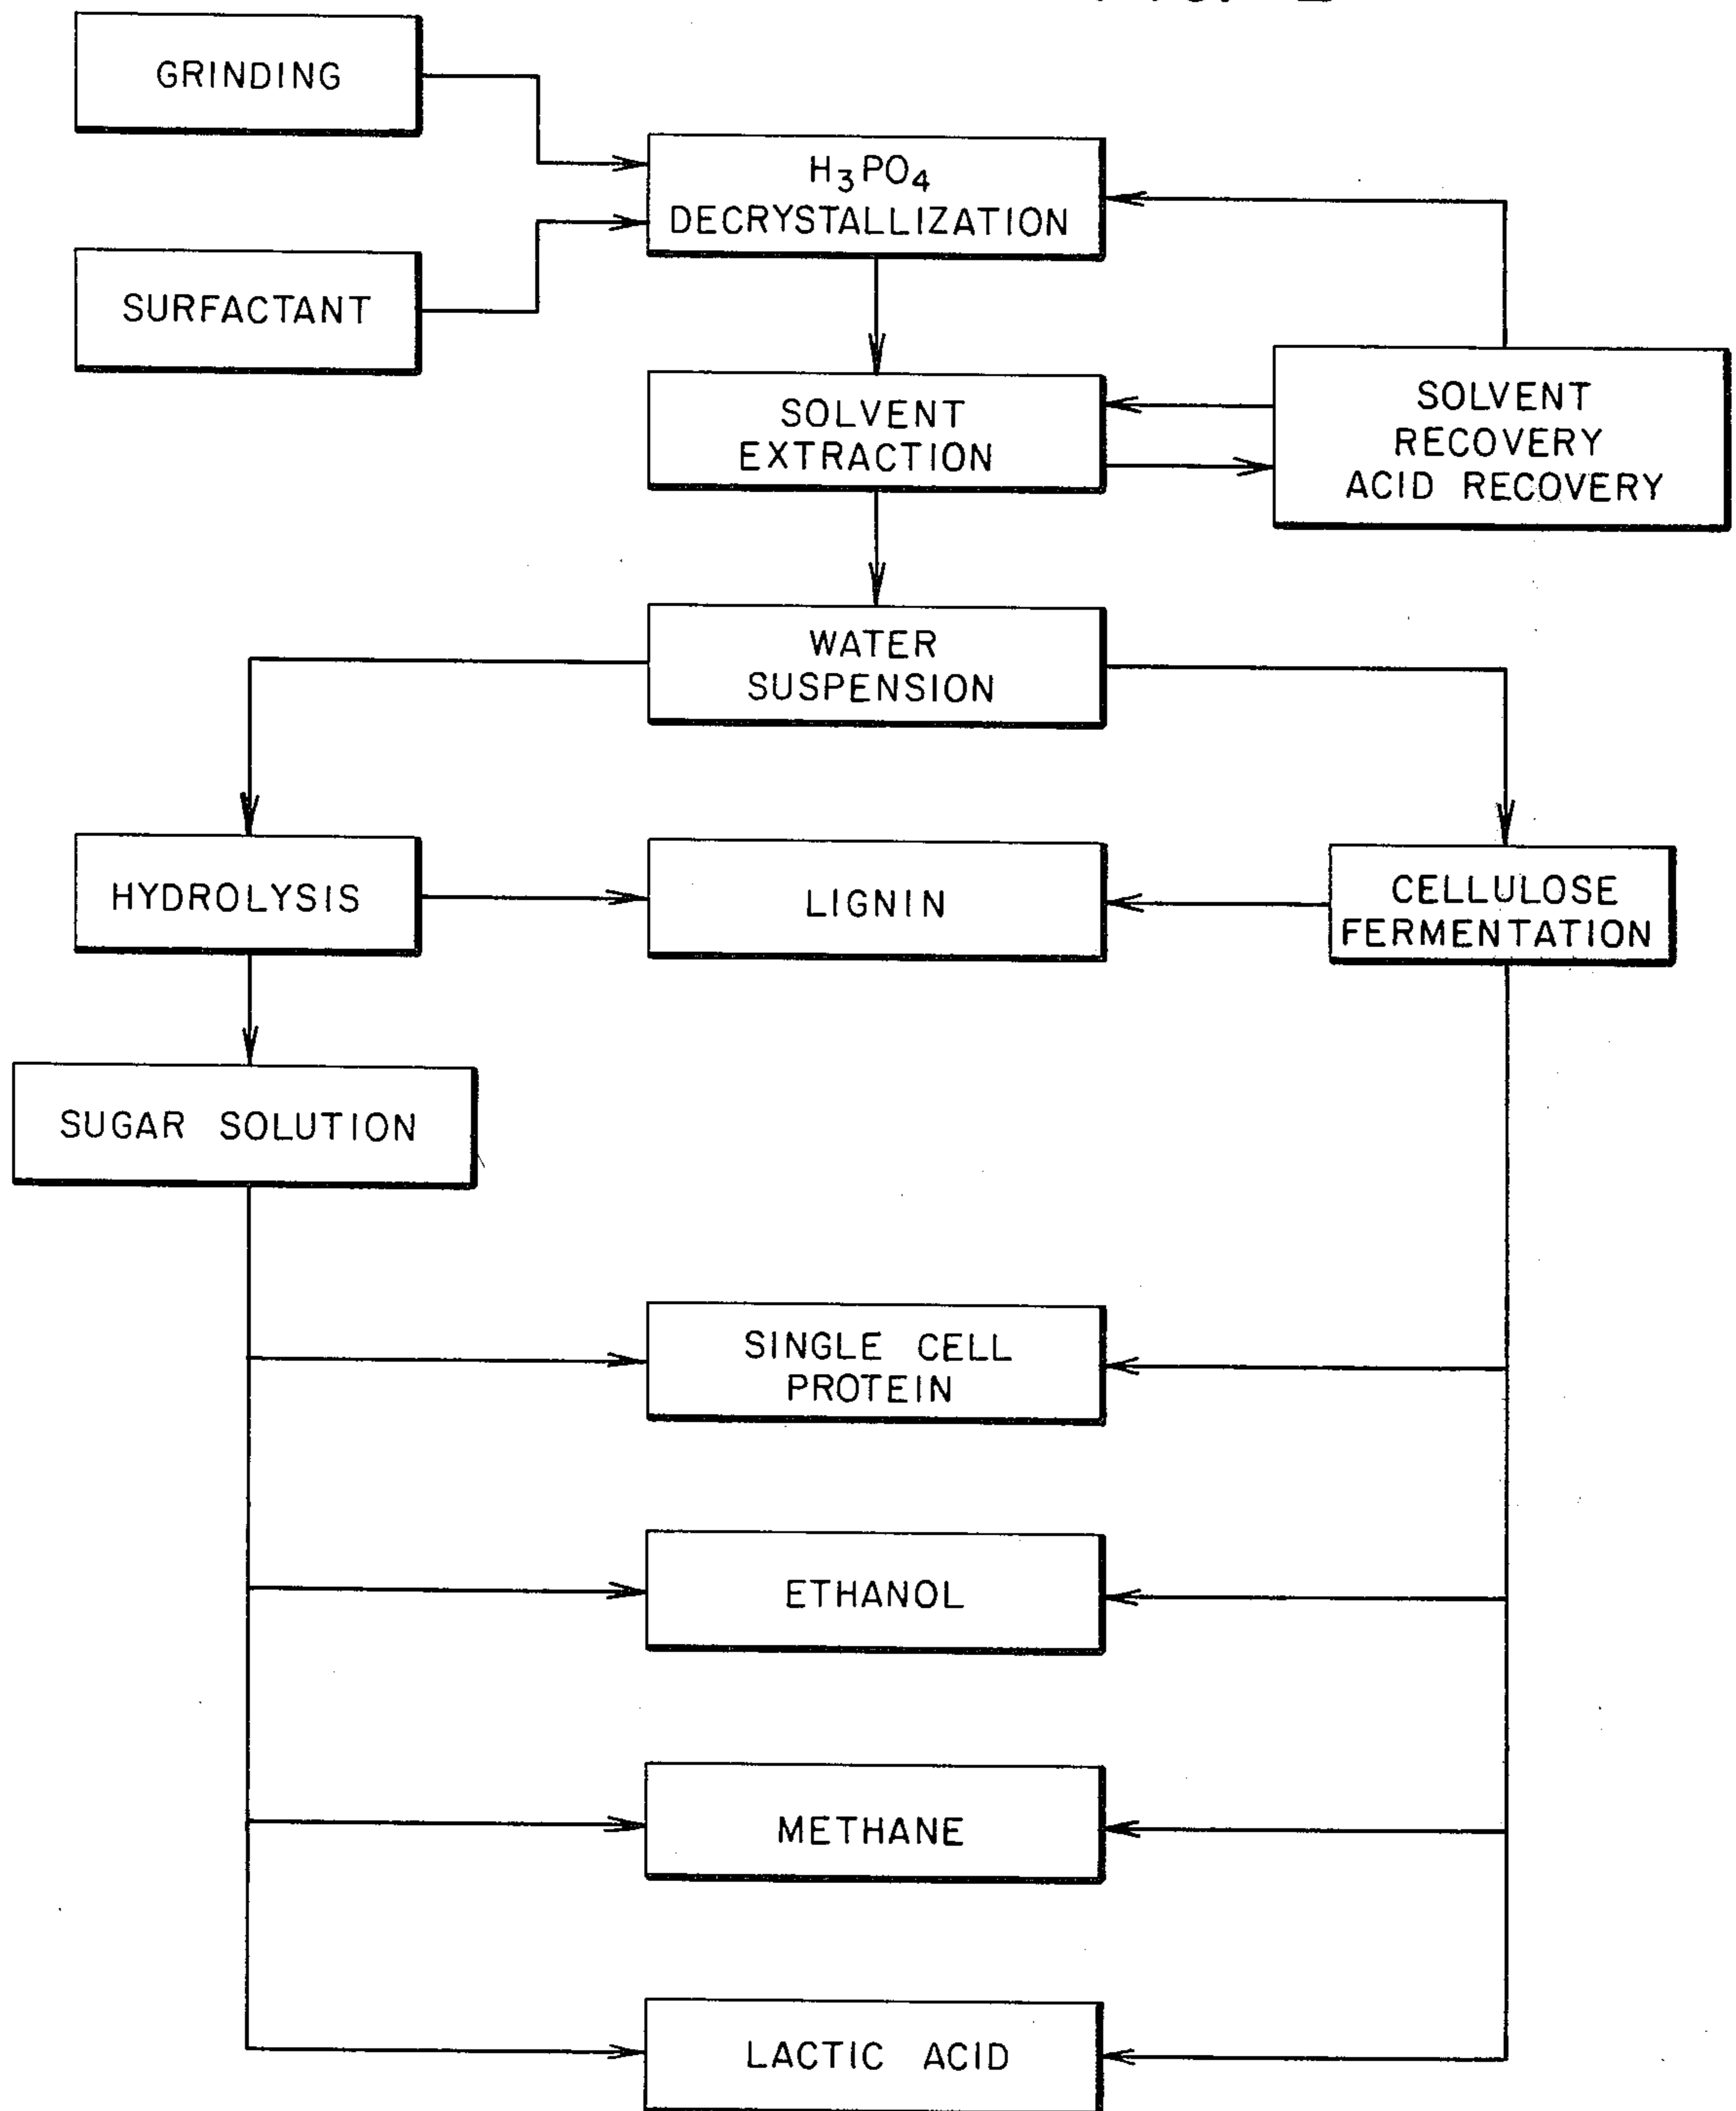 GRINDING
H₃PO₄
DECRYSTALLIZATION
SURFACTANT
SOLVENT
EXTRACTION
SOLVENT
RECOVERY
ACID RECOVERY
WATER
SUSPENSION
HYDROLYSIS
LIGNIN
CELLULOSE
FERMENTATION
SUGAR SOLUTION
SINGLE CELL
PROTEIN
ETHANOL
METHANE
LACTIC ACID